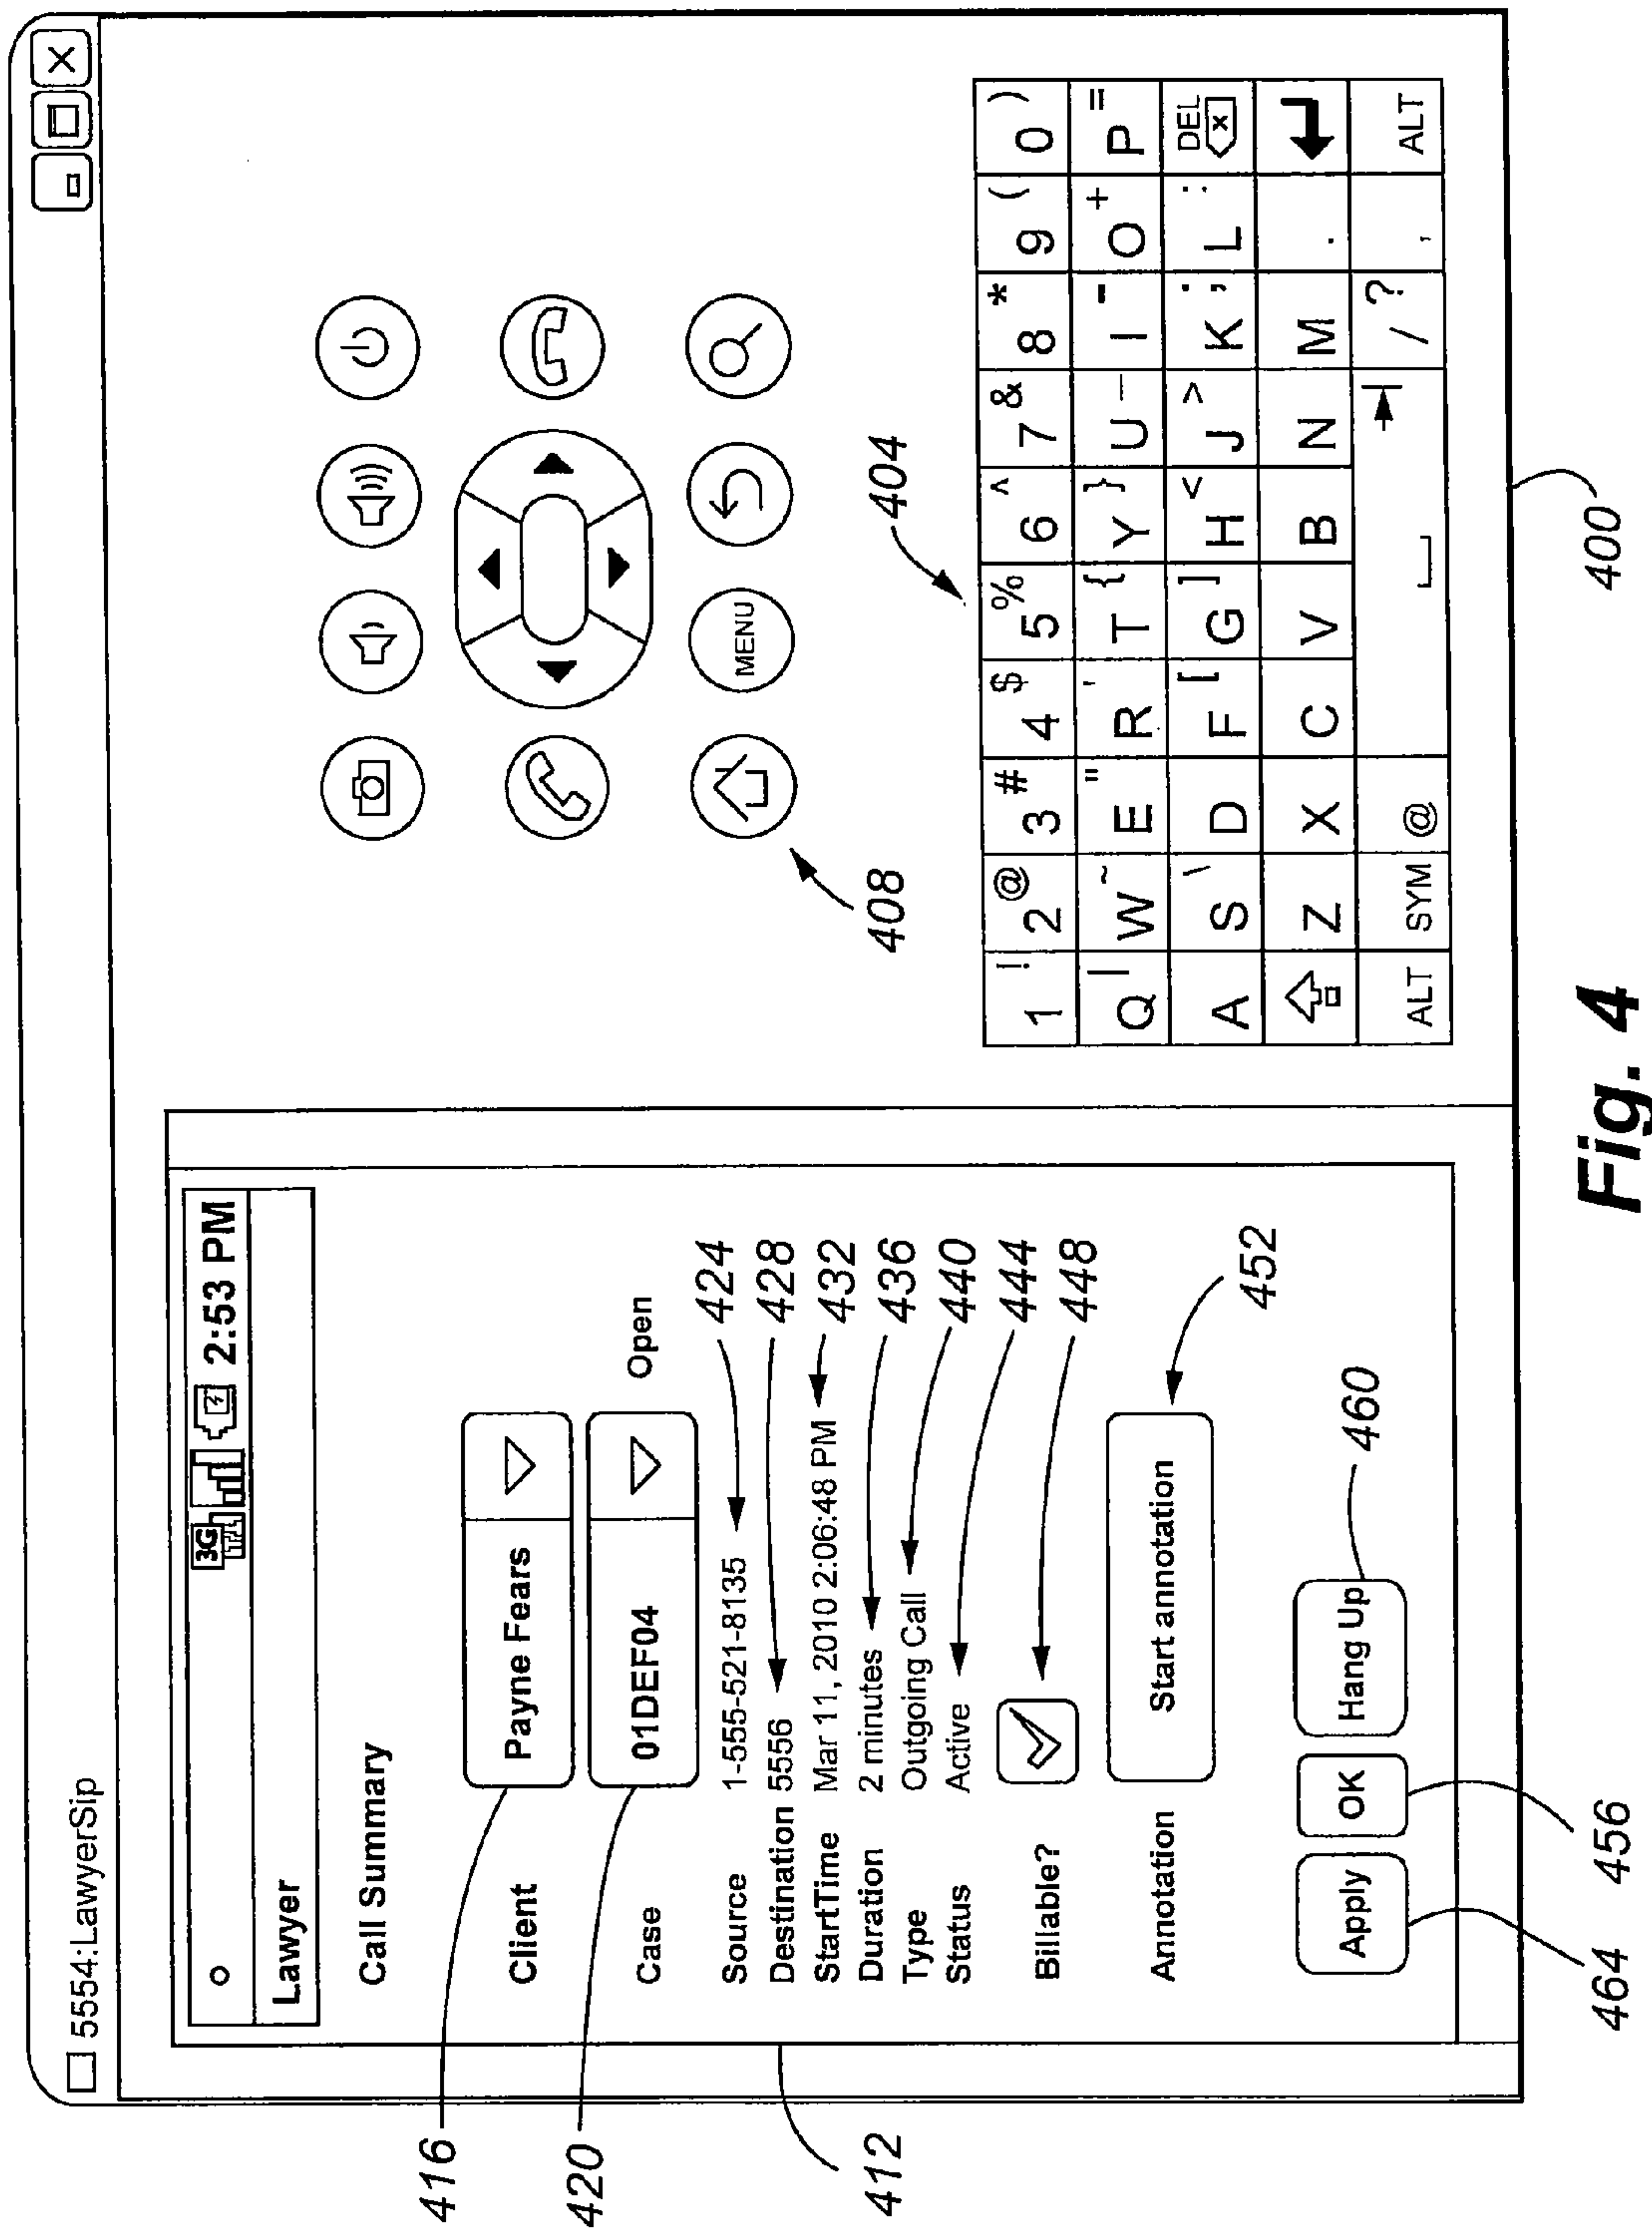 5554:LawyerSip
3G 2:53 PM
Lawyer
Call Summary
Client Payne Fears
Case 01DEF04 Open
Source 1-555-521-8135
Destination 5556
StartTime Mar 11, 2010 2:06:48 PM
Duration 2 minutes
Type Outgoing Call
Status Active
Billable?
Annotation Start annotation
Apply OK Hang Up
416
420
412
424
428
432
436
440
444
448
452
460
456
464
MENU
408
404
1 ! 2 @ 3 # 4 $ 5 % 6 ^ 7 & 8 * 9 ( 0 )
Q | W ~ E " R ' T { Y } U _ I - O + P =
A S \ D F [ G ] H < J > K ; L : DEL
Z X C V B N M .
ALT SYM @ / ? , ALT
400
Fig. 4